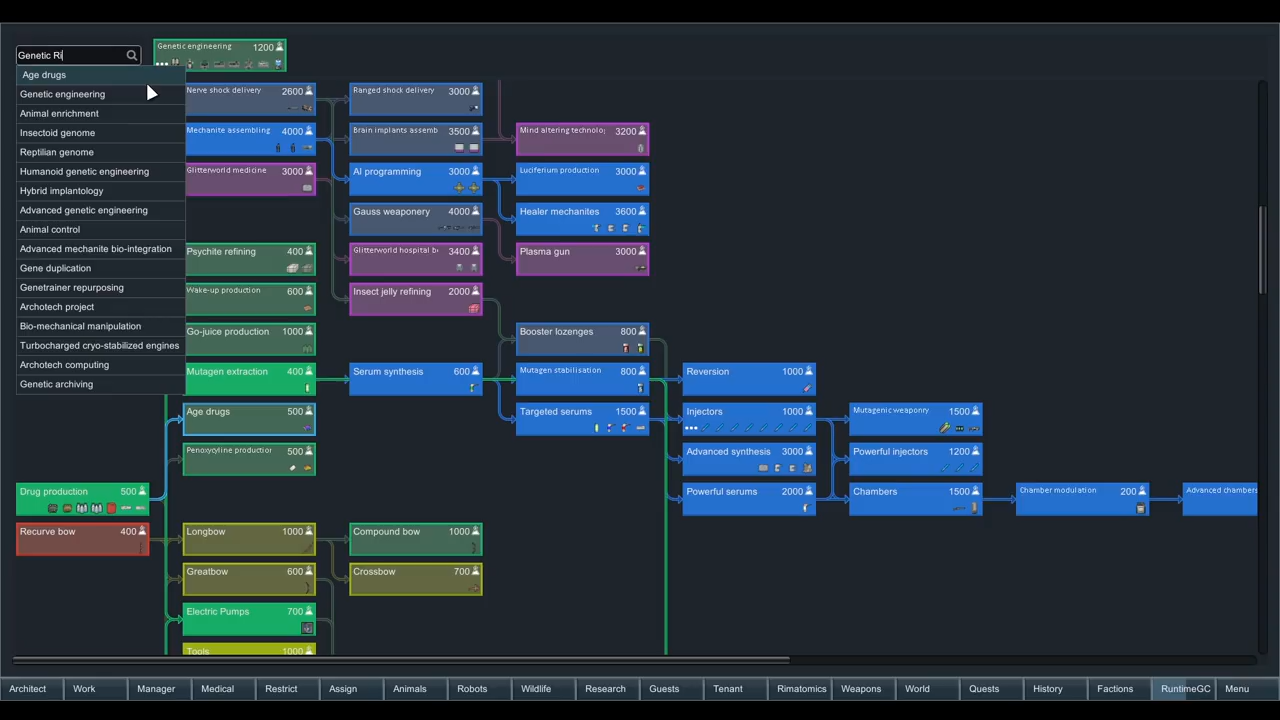 Genetic Ri
Genetic engineering 1200
Age drugs
Genetic engineering
Animal enrichment
Insectoid genome
Reptilian genome
Humanoid genetic engineering
Hybrid implantology
Advanced genetic engineering
Animal control
Advanced mechanite bio-integration
Gene duplication
Genetrainer repurposing
Archotech project
Bio-mechanical manipulation
Turbocharged cryo-stabilized engines
Archotech computing
Genetic archiving
Nerve shock delivery 2600
Ranged shock delivery 3000
Mechanite assembling 4000
Brain implants assemb 3500
Mind altering technolo 3200
Glitterworld medicine 3000
AI programming 3000
Luciferium production 3000
Gauss weaponery 4000
Healer mechanites 3600
Psychite refining 400
Glitterworld hospital b 3400
Plasma gun 3000
Wake-up production 600
Insect jelly refining 2000
Go-juice production 1000
Booster lozenges 800
Mutagen extraction 400
Serum synthesis 600
Mutagen stabilisation 800
Reversion 1000
Age drugs 500
Targeted serums 1500
Injectors 1000
Mutagenic weaponry 1500
Penoxycyline production 500
Advanced synthesis 3000
Powerful injectors 1200
Drug production 500
Powerful serums 2000
Chambers 1500
Chamber modulation 200
Advanced chambers
Recurve bow 400
Longbow 1000
Compound bow 1000
Greatbow 600
Crossbow 700
Electric Pumps 700
Tools 1000
Architect Work Manager Medical Restrict Assign Animals Robots Wildlife Research Guests Tenant Rimatomics Weapons World Quests History Factions RuntimeGC Menu